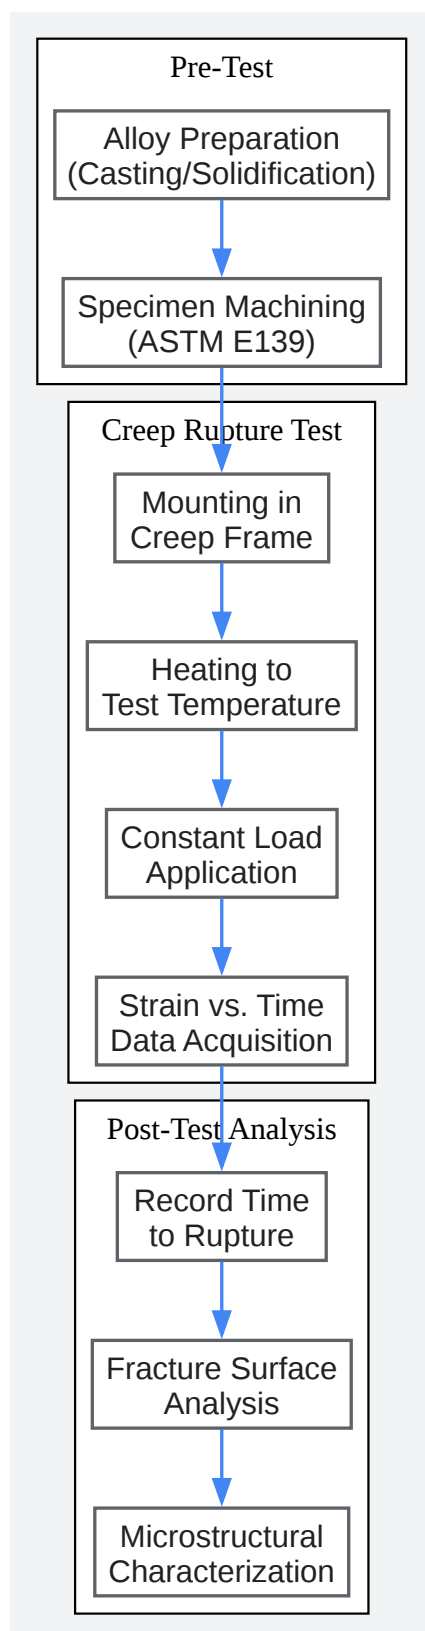 Pre-Test
Alloy Preparation
(Casting/Solidification)
Specimen Machining
(ASTM E139)
Creep Rupture Test
Mounting in
Creep Frame
Heating to
Test Temperature
Constant Load
Application
Strain vs. Time
Data Acquisition
Post-Test Analysis
Record Time
to Rupture
Fracture Surface
Analysis
Microstructural
Characterization